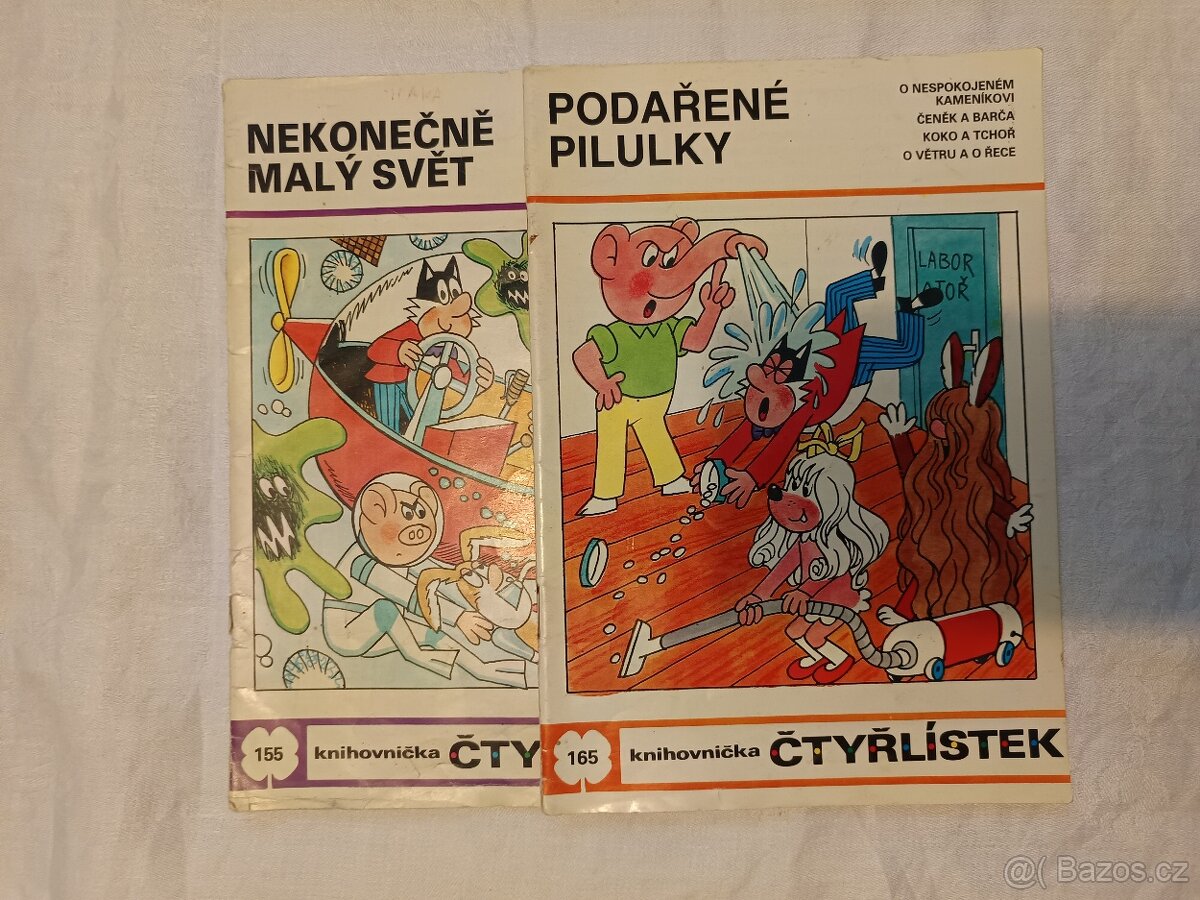 NEKONEČNĚ
MALÝ SVĚT
155
knihovnička ČTY
PODAŘENÉ
PILULKY
O NESPOKOJENÉM
KAMENÍKOVI
ČENĚK A BARČA
KOKO A TCHOŘ
O VĚTRU A O ŘECE
LABOR
ATOŘ
165
knihovnička ČTYŘLÍSTEK
@( Bazos.cz